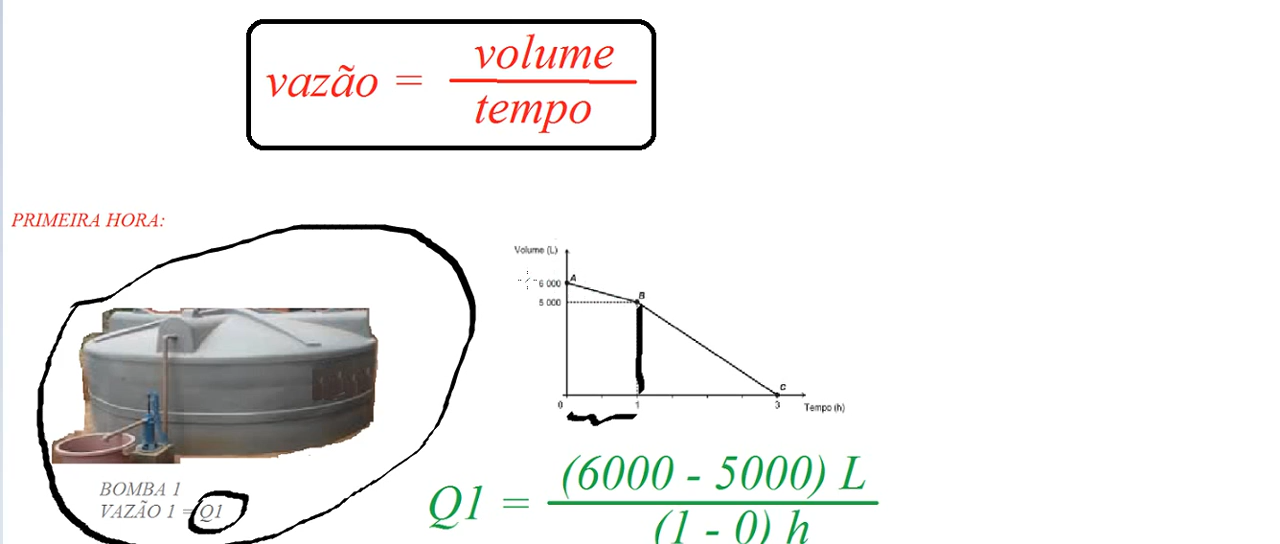 vazão = volume
tempo
PRIMEIRA HORA:
Volume (L)
6 000 A
5 000 B
C
0 1 3 Tempo (h)
BOMBA 1
VAZÃO 1 = Q1
Q1 = (6000 - 5000) L
(1 - 0) h